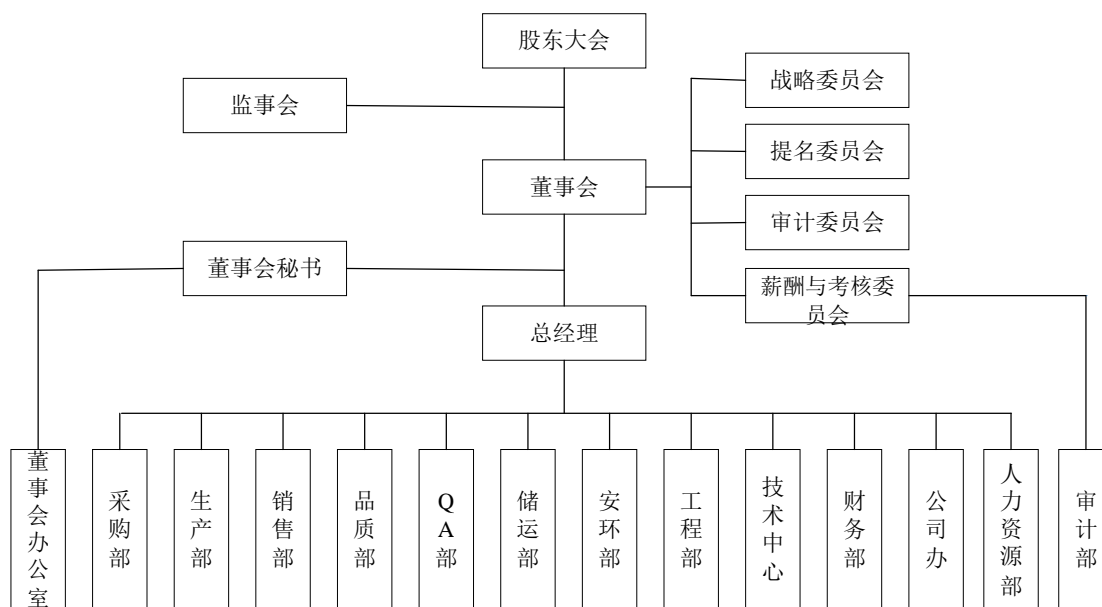 股东大会
战略委员会
监事会
提名委员会
董事会
审计委员会
董事会秘书
薪酬与考核委
员会
总经理
董事会办公室
采购部
生产部
销售部
品质部
QA部
储运部
安环部
工程部
技术中心
财务部
公司办
人力资源部
审计部